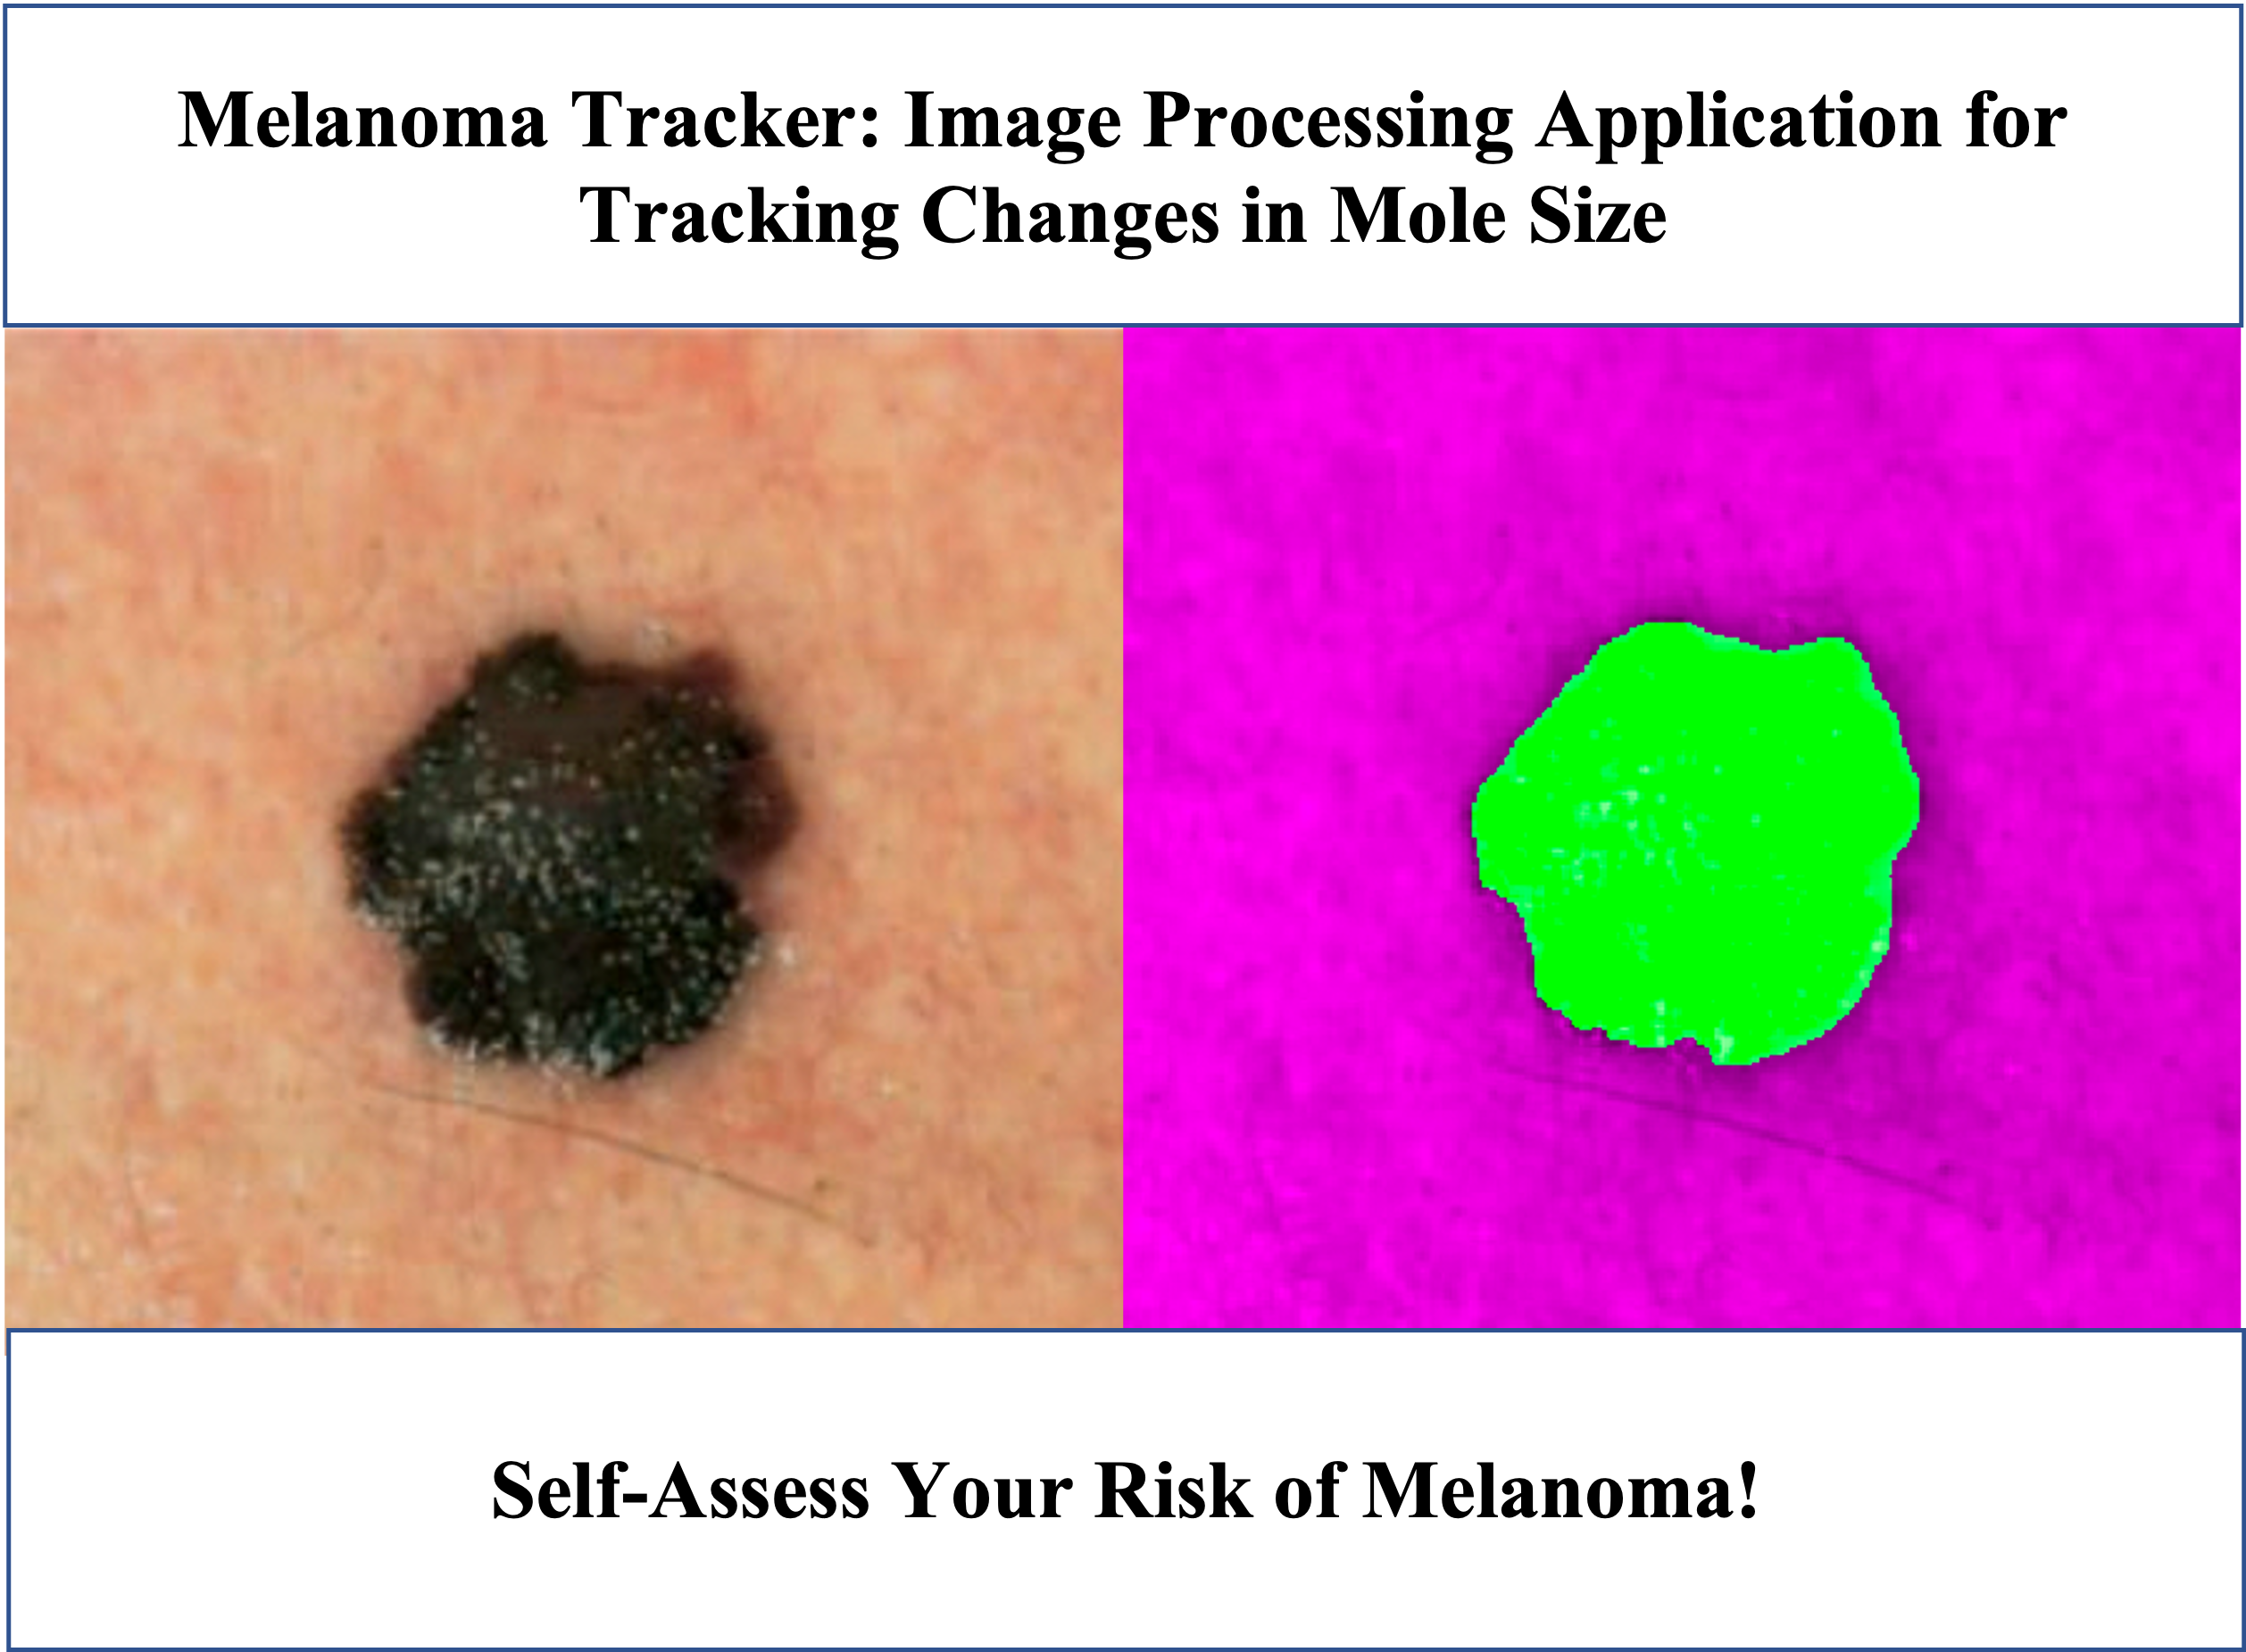 Melanoma Tracker: Image Processing Application for
Tracking Changes in Mole Size
Self-Assess Your Risk of Melanoma!